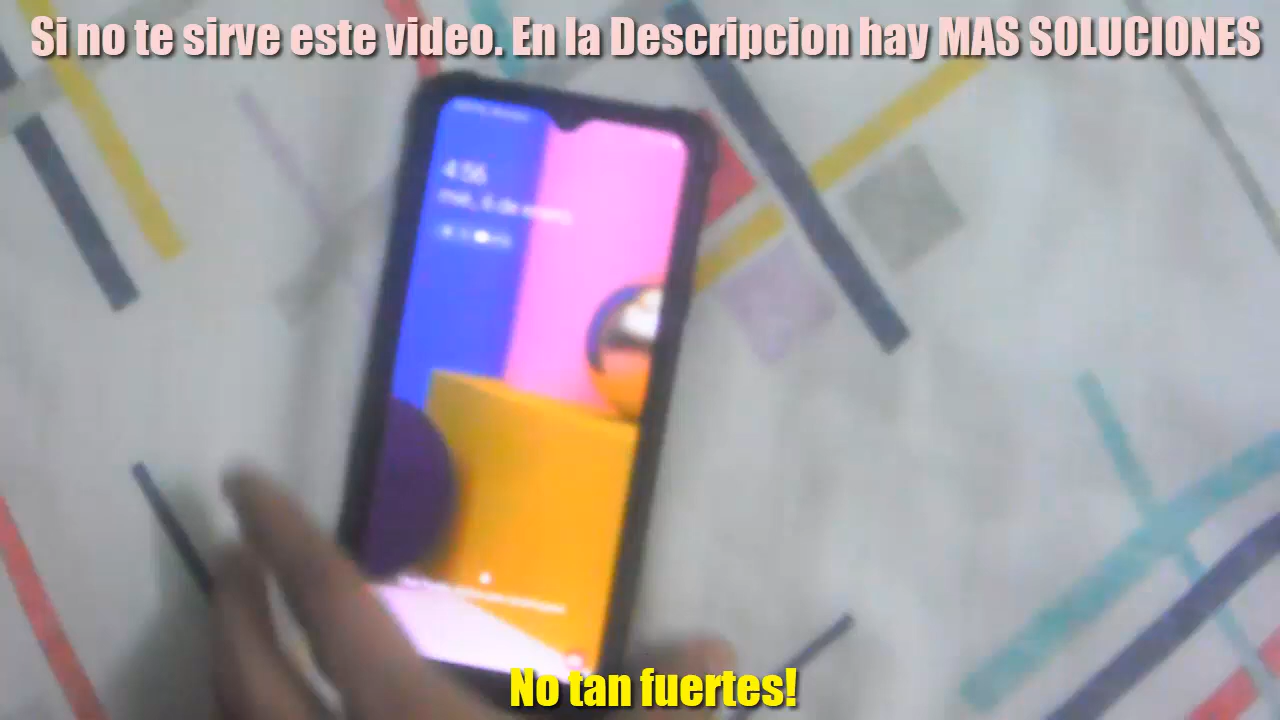 Si no te sirve este video. En la Descripcion hay MAS SOLUCIONES
4:56
No tan fuertes!